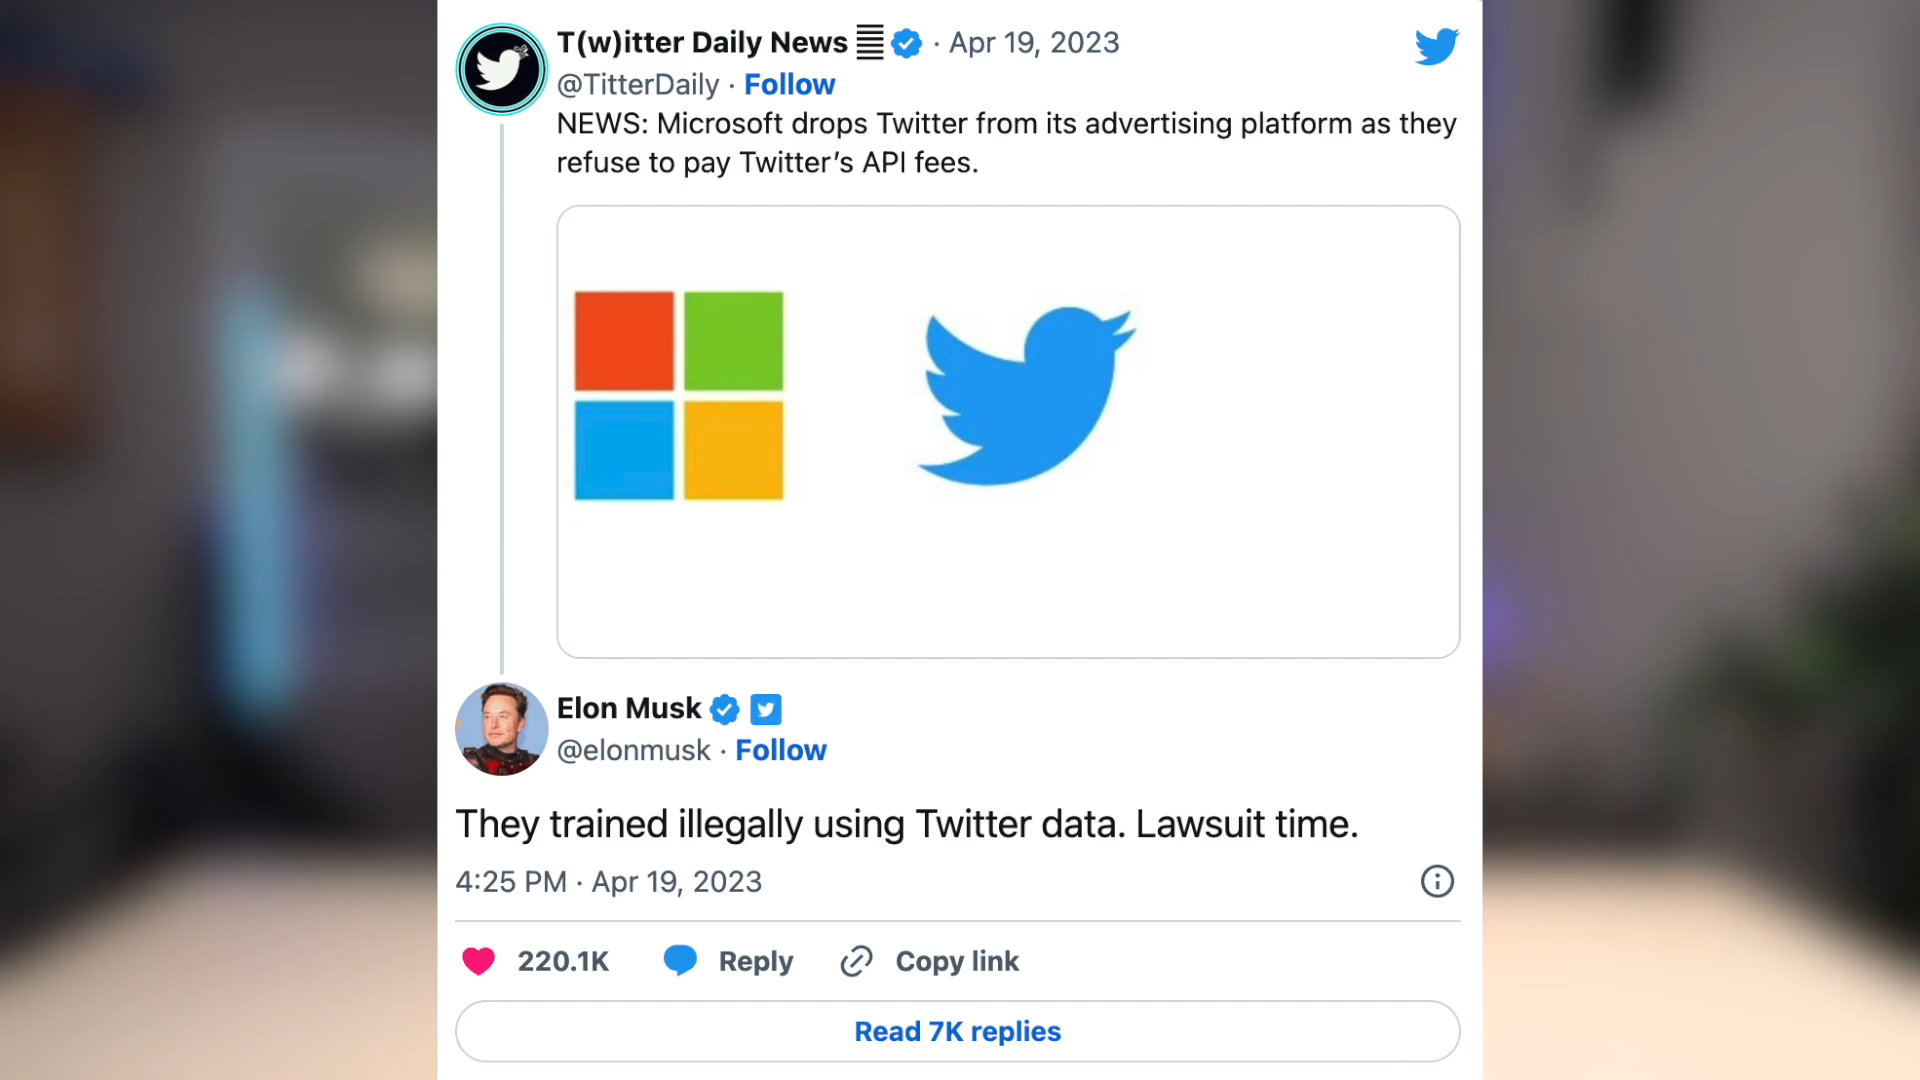 T(w)itter Daily News · Apr 19, 2023
@TitterDaily · Follow
NEWS: Microsoft drops Twitter from its advertising platform as they
refuse to pay Twitter’s API fees.
Elon Musk
@elonmusk · Follow
They trained illegally using Twitter data. Lawsuit time.
4:25 PM · Apr 19, 2023
220.1K Reply Copy link
Read 7K replies